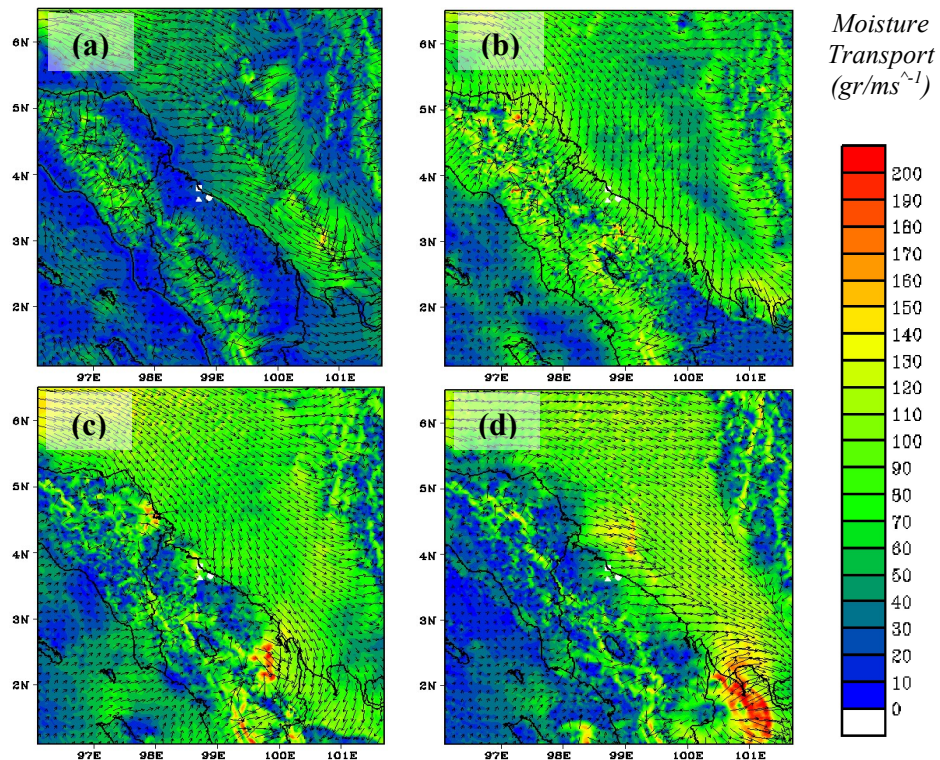 (a)
6N
5N
4N
3N
2N
97E 98E 99E 100E 101E
(b)
6N
5N
4N
3N
2N
97E 98E 99E 100E 101E
(c)
6N
5N
4N
3N
2N
97E 98E 99E 100E 101E
(d)
6N
5N
4N
3N
2N
97E 98E 99E 100E 101E
Moisture
Transport
(gr/ms^-1)
200
190
180
170
160
150
140
130
120
110
100
90
80
70
60
50
40
30
20
10
0